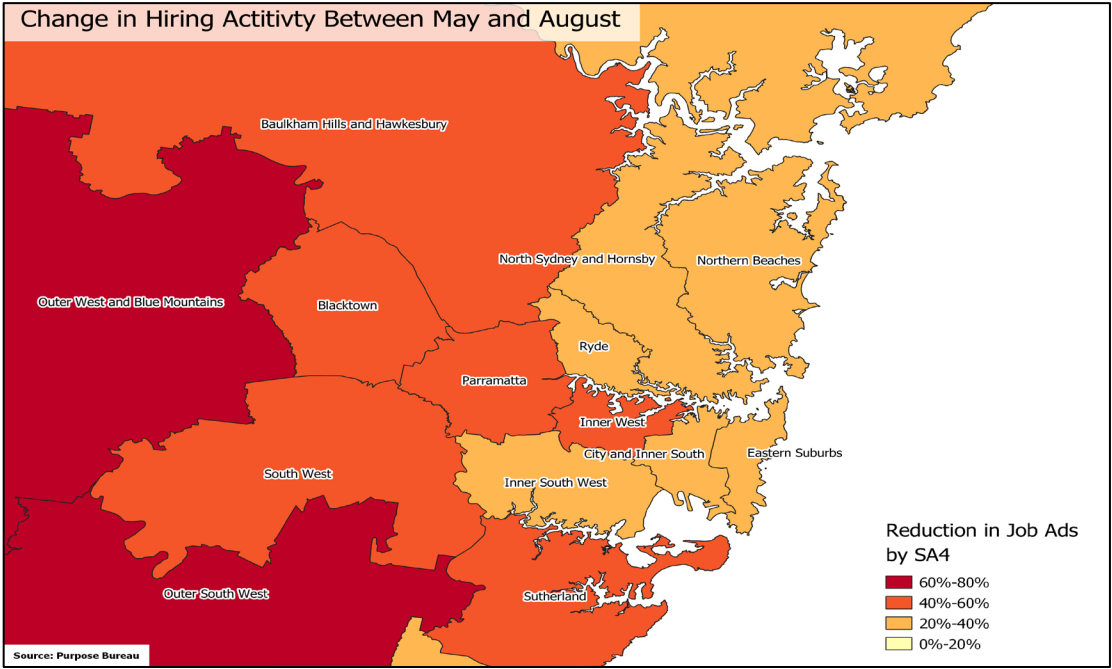 Change in Hiring Actitivty Between May and August
Baulkham Hills and Hawkesbury
North Sydney and Hornsby
Northern Beaches
Outer West and Blue Mountains
Blacktown
Ryde
Parramatta
Inner West
City and Inner South
Eastern Suburbs
South West
Inner South West
Outer South West
Sutherland
Reduction in Job Ads
by SA4
60%-80%
40%-60%
20%-40%
0%-20%
Source: Purpose Bureau